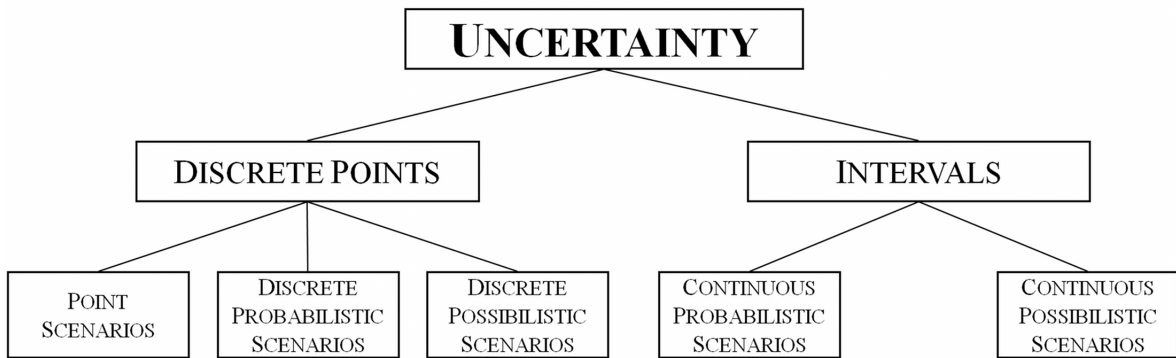 UNCERTAINTY
DISCRETE POINTS
INTERVALS
POINT
SCENARIOS
DISCRETE
PROBABILISTIC
SCENARIOS
DISCRETE
POSSIBILISTIC
SCENARIOS
CONTINUOUS
PROBABILISTIC
SCENARIOS
CONTINUOUS
POSSIBILISTIC
SCENARIOS